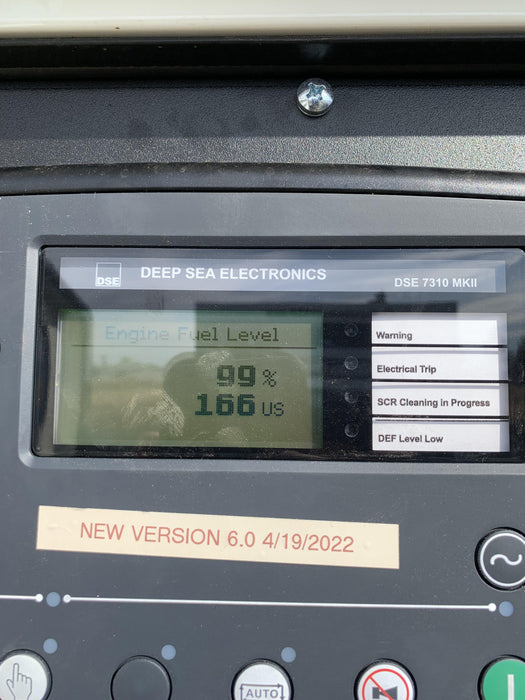 DSE DEEP SEA ELECTRONICS DSE 7310 MKII
Engine Fuel Level
99 %
166 US
Warning
Electrical Trip
SCR Cleaning in Progress
DEF Level Low
NEW VERSION 6.0 4/19/2022
AUTO